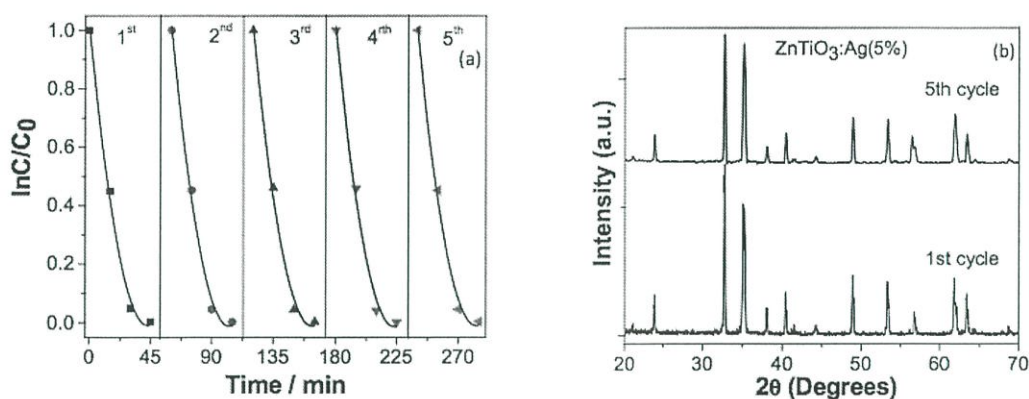 1st
2nd
3rd
4rth
5th
(a)
1.0
0.8
0.6
0.4
0.2
0.0
lnC/C0
0
45
90
135
180
225
270
Time / min
ZnTiO3:Ag(5%)
(b)
5th cycle
1st cycle
Intensity (a.u.)
20
30
40
50
60
70
2θ (Degrees)